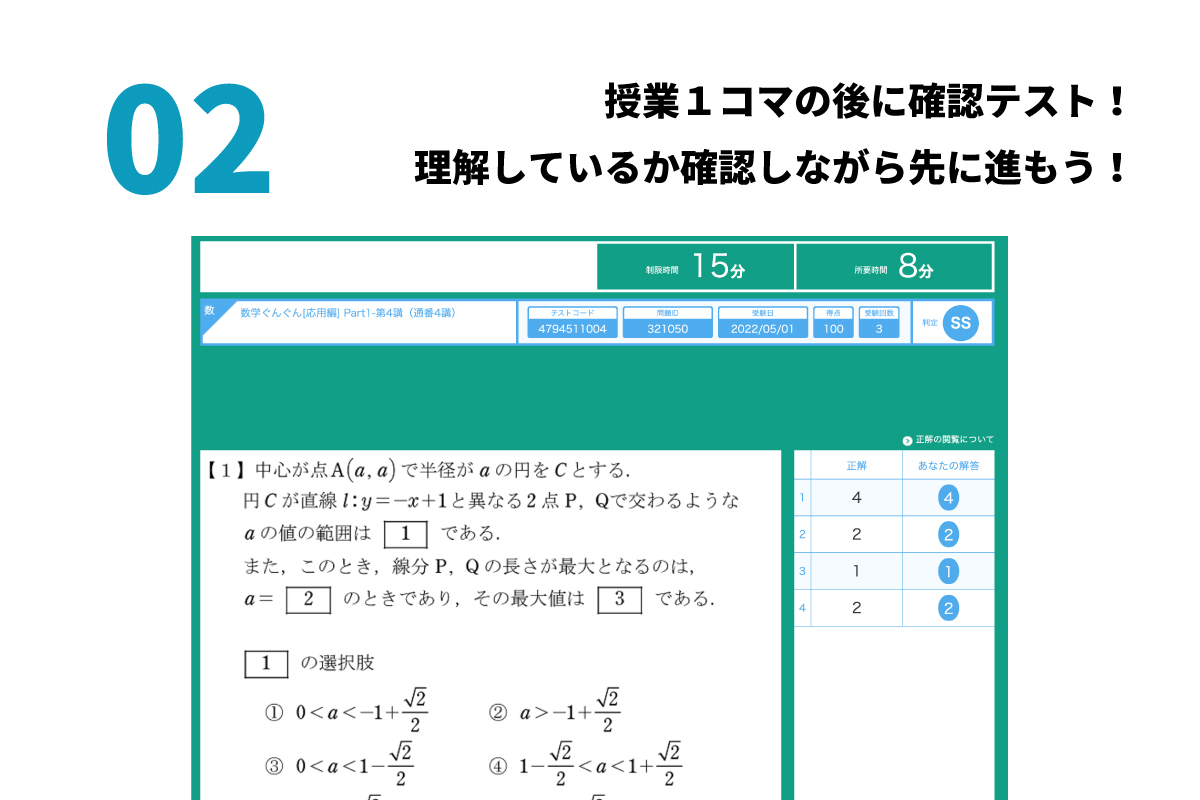 02
授業１コマの後に確認テスト！
理解しているか確認しながら先に進もう！
制限時間 15分
所要時間 8分
数
数学ぐんぐん[応用編] Part1-第4講（通番4講）
テストコード 問題ID 受験日 得点 受験回数
4794511004 321050 2022/05/01 100 3
判定 SS
正解の閲覧について
【1】中心が点A(a, a)で半径がaの円をCとする.
円Cが直線l：y=−x+1と異なる2点P，Qで交わるような
aの値の範囲は 1 である.
また，このとき，線分P，Qの長さが最大となるのは，
a= 2 のときであり，その最大値は 3 である.
1 の選択肢
① 0<a<−1+√2/2 ② a>−1+√2/2
③ 0<a<1−√2/2 ④ 1−√2/2<a<1+√2/2
正解 あなたの解答
1 4 4
2 2 2
3 1 1
4 2 2